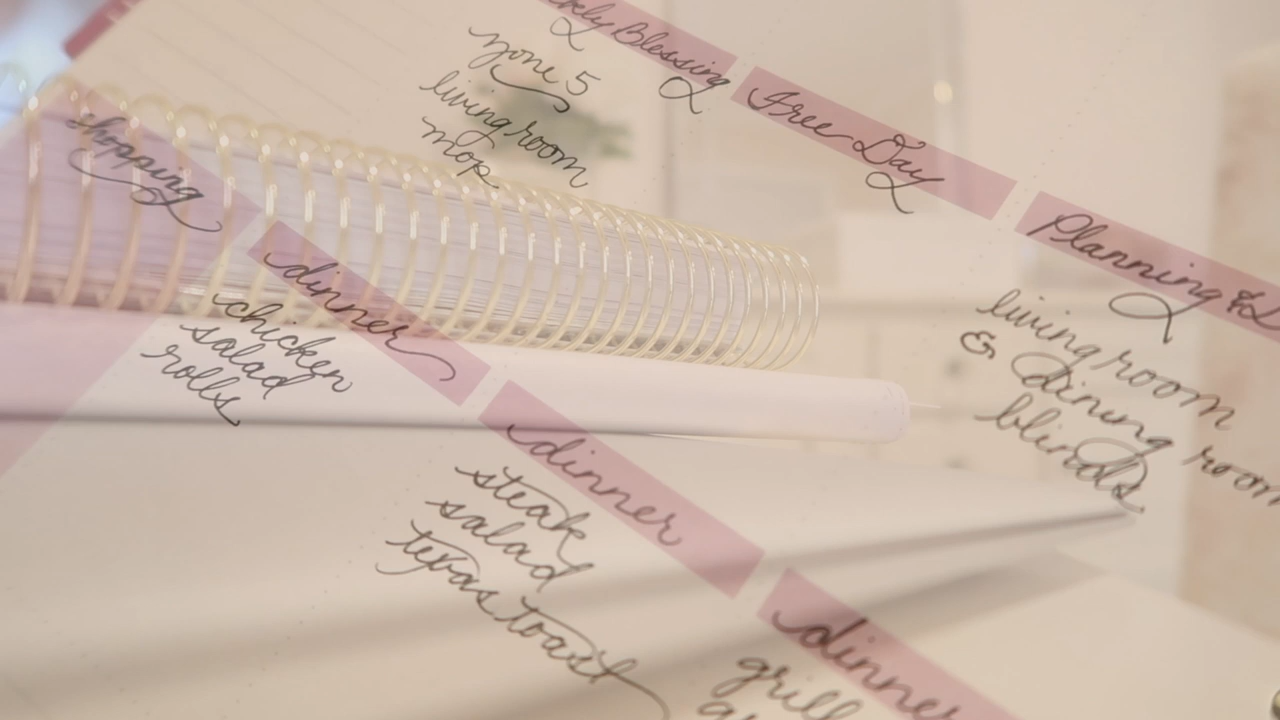 Blessing
zone 5
living room
mop
Free Day
Planning &
living room
& dining room
blinds
shopping
dinner
chicken
salad
rolls
dinner
steak
salad
texas toast
dinner